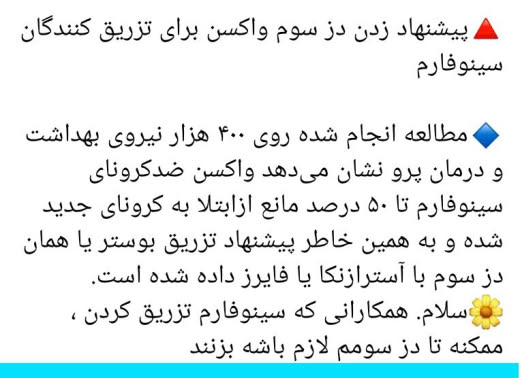 🔺پیشنهاد زدن دز سوم واکسن برای تزریق کنندگان
سینوفارم
🔷مطالعه انجام شده روی ۴۰۰ هزار نیروی بهداشت
و درمان پرو نشان می‌دهد واکسن ضدکرونای
سینوفارم تا ۵۰ درصد مانع ازابتلا به کرونای جدید
شده و به همین خاطر پیشنهاد تزریق بوستر یا همان
دز سوم با آسترازنکا یا فایرز داده شده است.
🌼سلام. همکارانی که سینوفارم تزریق کردن ،
ممکنه تا دز سومم لازم باشه بزنند